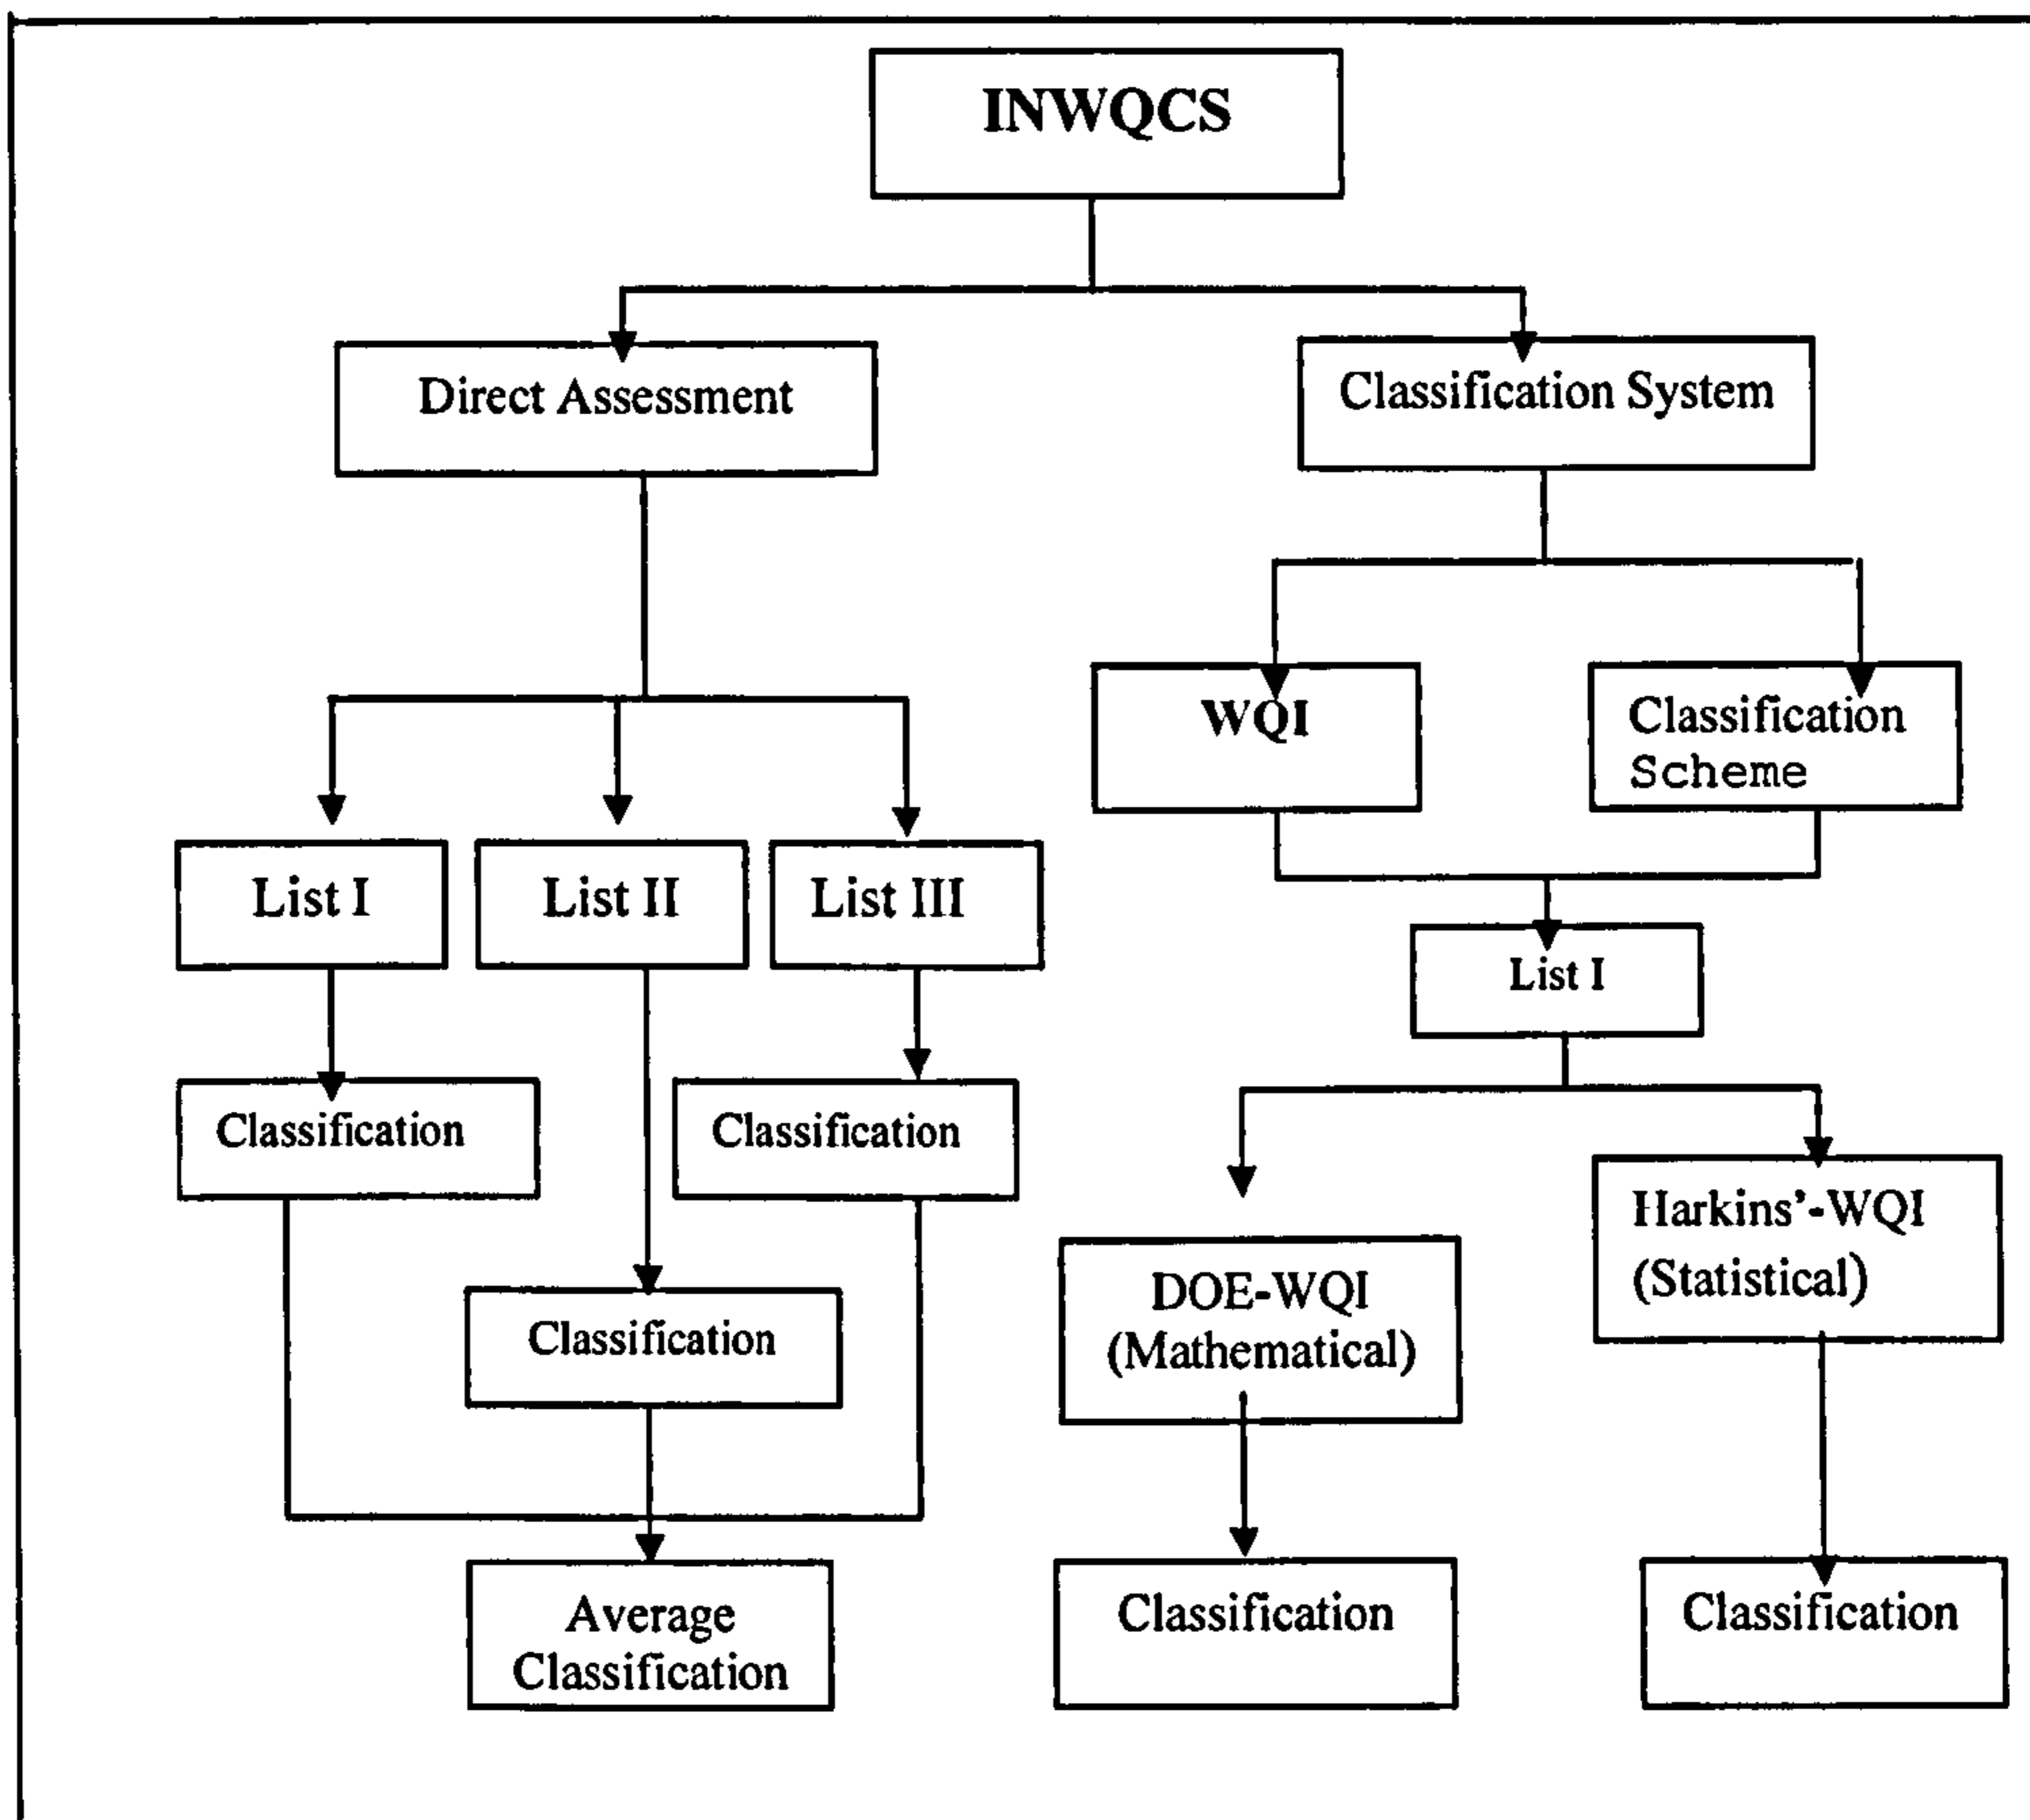 INWQCS
Direct Assessment
Classification System
WQI
Classification
Scheme
List I
List II
List III
List I
Classification
Classification
Harkins'-WQI
(Statistical)
DOE-WQI
(Mathematical)
Classification
Average
Classification
Classification
Classification